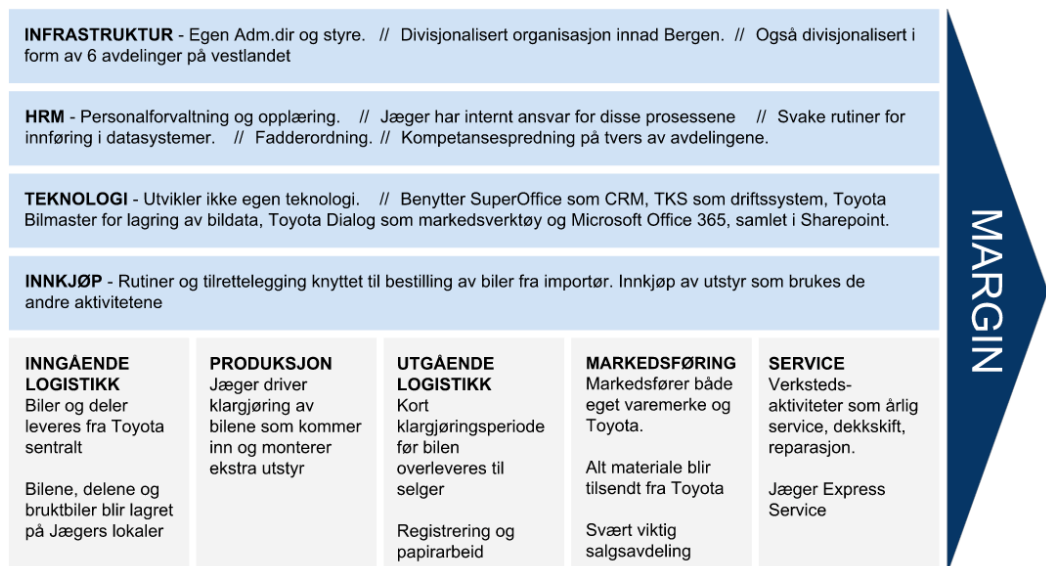 INFRASTRUKTUR - Egen Adm.dir og styre. // Divisjonalisert organisasjon innad Bergen. // Også divisjonalisert i
form av 6 avdelinger på vestlandet
HRM - Personalforvaltning og opplæring. // Jæger har internt ansvar for disse prosessene // Svake rutiner for
innføring i datasystemer. // Fadderordning. // Kompetansespredning på tvers av avdelingene.
TEKNOLOGI - Utvikler ikke egen teknologi. // Benytter SuperOffice som CRM, TKS som driftssystem, Toyota
Bilmaster for lagring av bildata, Toyota Dialog som markedsverktøy og Microsoft Office 365, samlet i Sharepoint.
INNKJØP - Rutiner og tilrettelegging knyttet til bestilling av biler fra importør. Innkjøp av utstyr som brukes de
andre aktivitetene
INNGÅENDE
LOGISTIKK
Biler og deler
leveres fra Toyota
sentralt
Bilene, delene og
bruktbiler blir lagret
på Jægers lokaler
PRODUKSJON
Jæger driver
klargjøring av
bilene som kommer
inn og monterer
ekstra utstyr
UTGÅENDE
LOGISTIKK
Kort
klargjøringsperiode
før bilen
overleveres til
selger
Registrering og
papirarbeid
MARKEDSFØRING
Markedsfører både
eget varemerke og
Toyota.
Alt materiale blir
tilsendt fra Toyota
Svært viktig
salgsavdeling
SERVICE
Verksteds-
aktiviteter som årlig
service, dekkskift,
reparasjon.
Jæger Express
Service
MARGIN